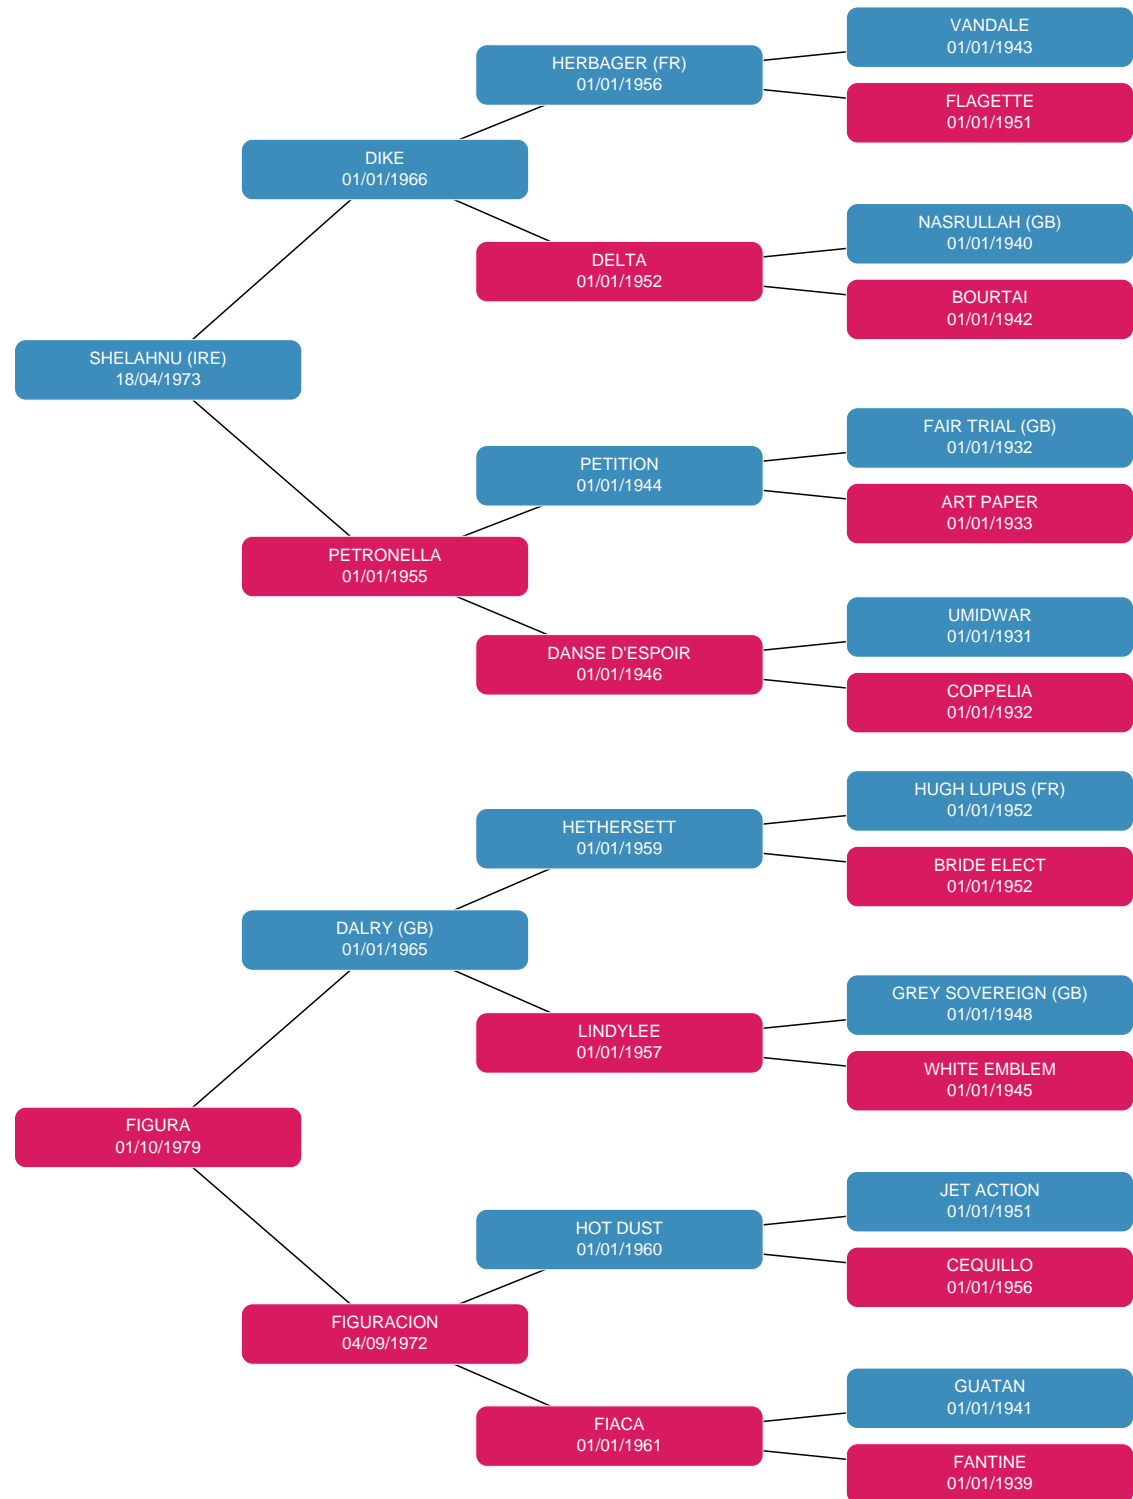 VANDALE
01/01/1943
HERBAGER (FR)
01/01/1956
FLAGETTE
01/01/1951
DIKE
01/01/1966
NASRULLAH (GB)
01/01/1940
DELTA
01/01/1952
BOURTAI
01/01/1942
SHELAHNU (IRE)
18/04/1973
FAIR TRIAL (GB)
01/01/1932
PETITION
01/01/1944
ART PAPER
01/01/1933
PETRONELLA
01/01/1955
UMIDWAR
01/01/1931
DANSE D'ESPOIR
01/01/1946
COPPELIA
01/01/1932
HUGH LUPUS (FR)
01/01/1952
HETHERSETT
01/01/1959
BRIDE ELECT
01/01/1952
DALRY (GB)
01/01/1965
GREY SOVEREIGN (GB)
01/01/1948
LINDYLEE
01/01/1957
WHITE EMBLEM
01/01/1945
FIGURA
01/10/1979
JET ACTION
01/01/1951
HOT DUST
01/01/1960
CEQUILLO
01/01/1956
FIGURACION
04/09/1972
GUATAN
01/01/1941
FIACA
01/01/1961
FANTINE
01/01/1939